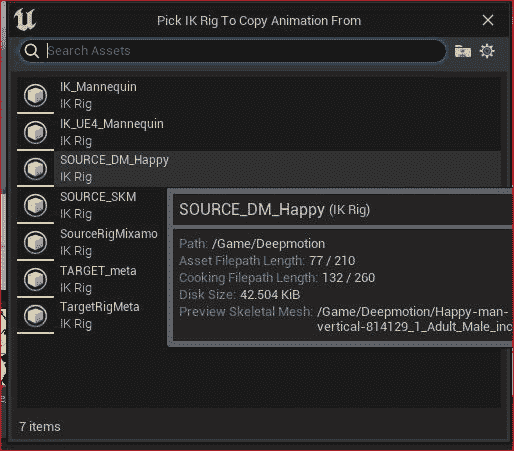 Pick IK Rig To Copy Animation From
Search Assets
IK_Mannequin
IK Rig
IK_UE4_Mannequin
IK Rig
SOURCE_DM_Happy
IK Rig
SOURCE_SKM
IK Rig
SourceRigMixamo
IK Rig
TARGET_meta
IK Rig
TargetRigMeta
IK Rig
SOURCE_DM_Happy (IK Rig)
Path: /Game/Deepmotion
Asset Filepath Length: 77 / 210
Cooking Filepath Length: 132 / 260
Disk Size: 42.504 KiB
Preview Skeletal Mesh: /Game/Deepmotion/Happy-man-
vertical-814129_1_Adult_Male_inc
7 items